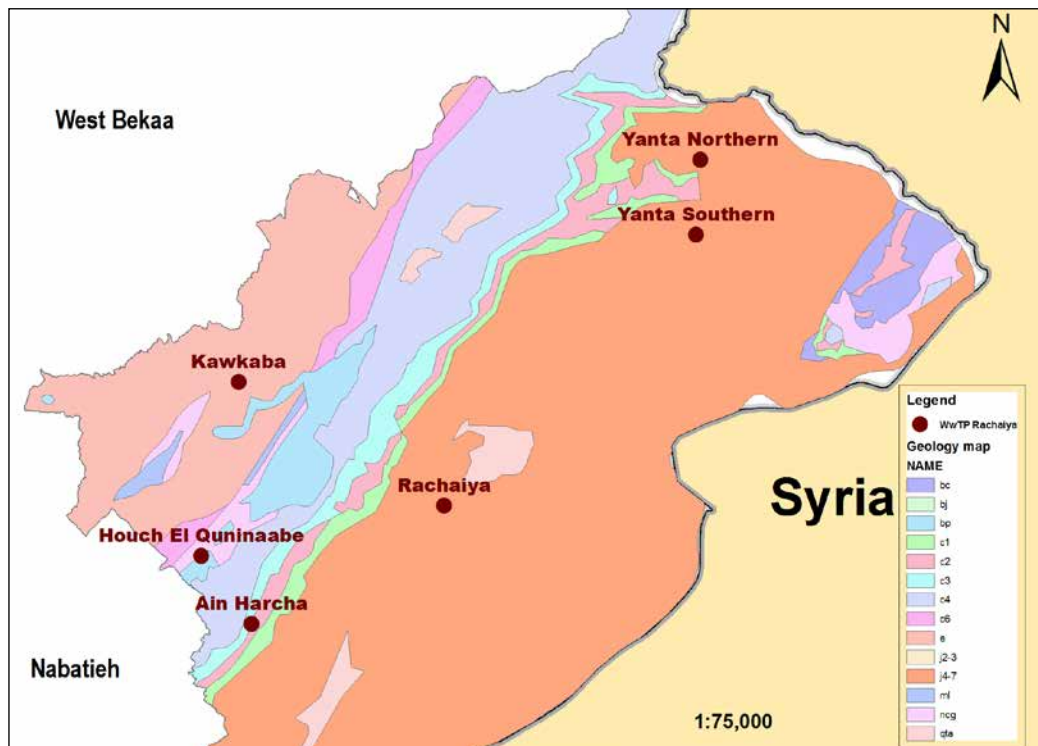 N
West Bekaa
Yanta Northern
Yanta Southern
Kawkaba
Rachaiya
Syria
Houch El Quninaabe
Ain Harcha
Nabatieh
1:75,000
Legend
WwTP Rachaiya
Geology map
NAME
bc
bj
bp
c1
c2
c3
c4
c6
e
j2-3
j4-7
ml
ncg
qta